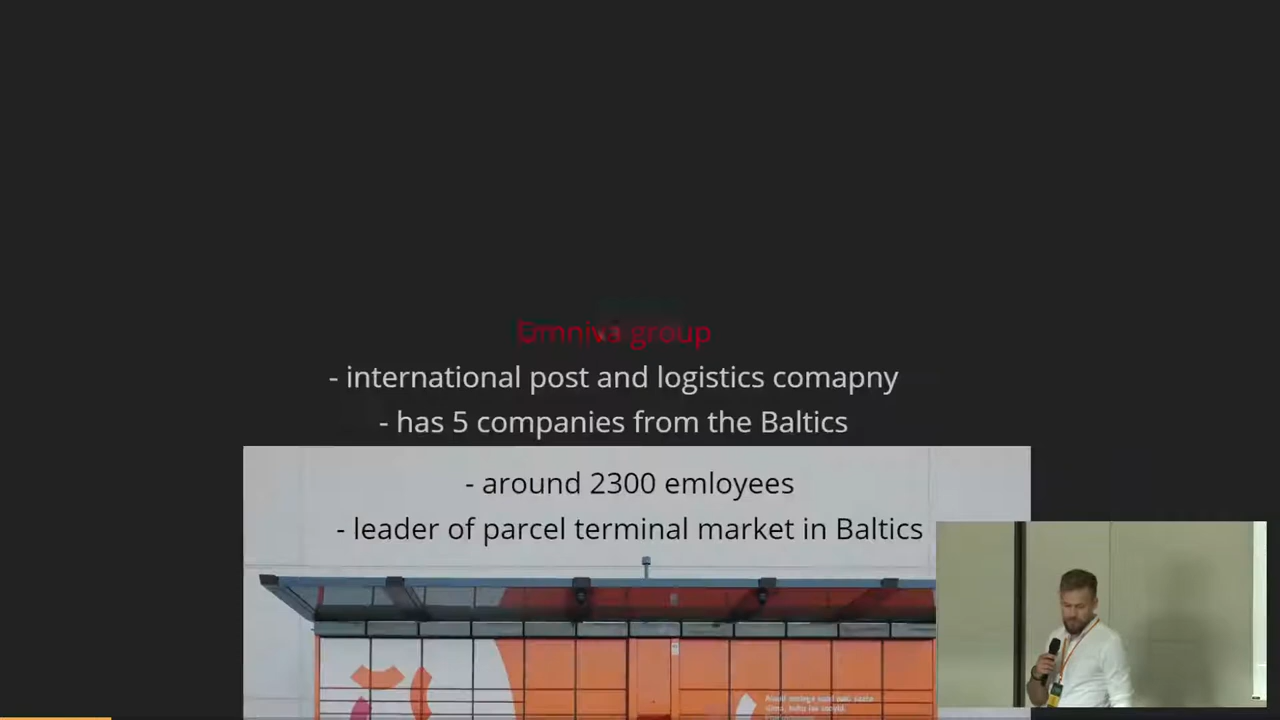 Emniva group
- international post and logistics comapny
- has 5 companies from the Baltics
- around 2300 emloyees
- leader of parcel terminal market in Baltics